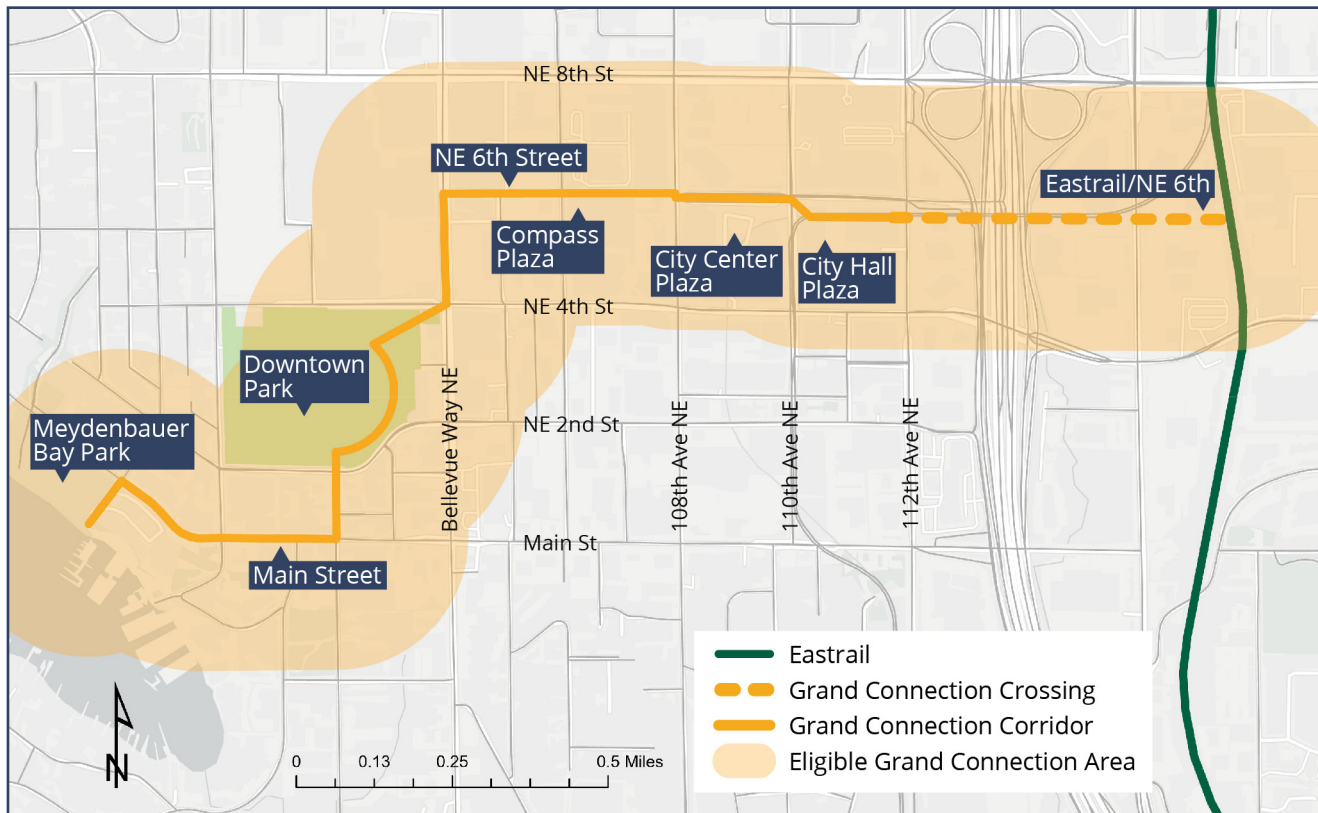 NE 8th St
NE 6th Street
Eastrail/NE 6th
Compass
Plaza
City Center
Plaza
City Hall
Plaza
NE 4th St
Downtown
Park
Bellevue Way NE
NE 2nd St
108th Ave NE
110th Ave NE
112th Ave NE
Meydenbauer
Bay Park
Main St
Main Street
Eastrail
Grand Connection Crossing
Grand Connection Corridor
Eligible Grand Connection Area
N
0 0.13 0.25 0.5 Miles